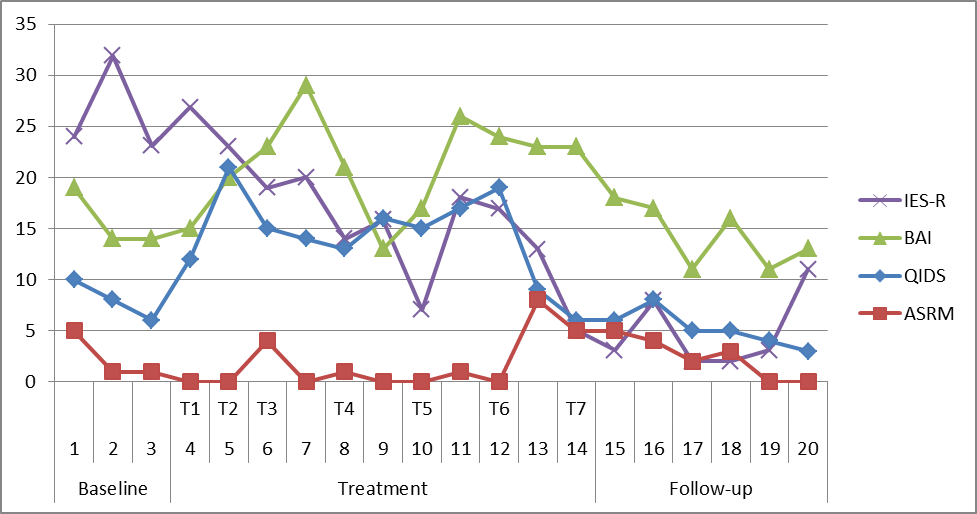 35
30
25
20
15
10
5
0
IES-R
BAI
QIDS
ASRM
T1 T2 T3 T4 T5 T6 T7
1 2 3 4 5 6 7 8 9 10 11 12 13 14 15 16 17 18 19 20
Baseline Treatment Follow-up